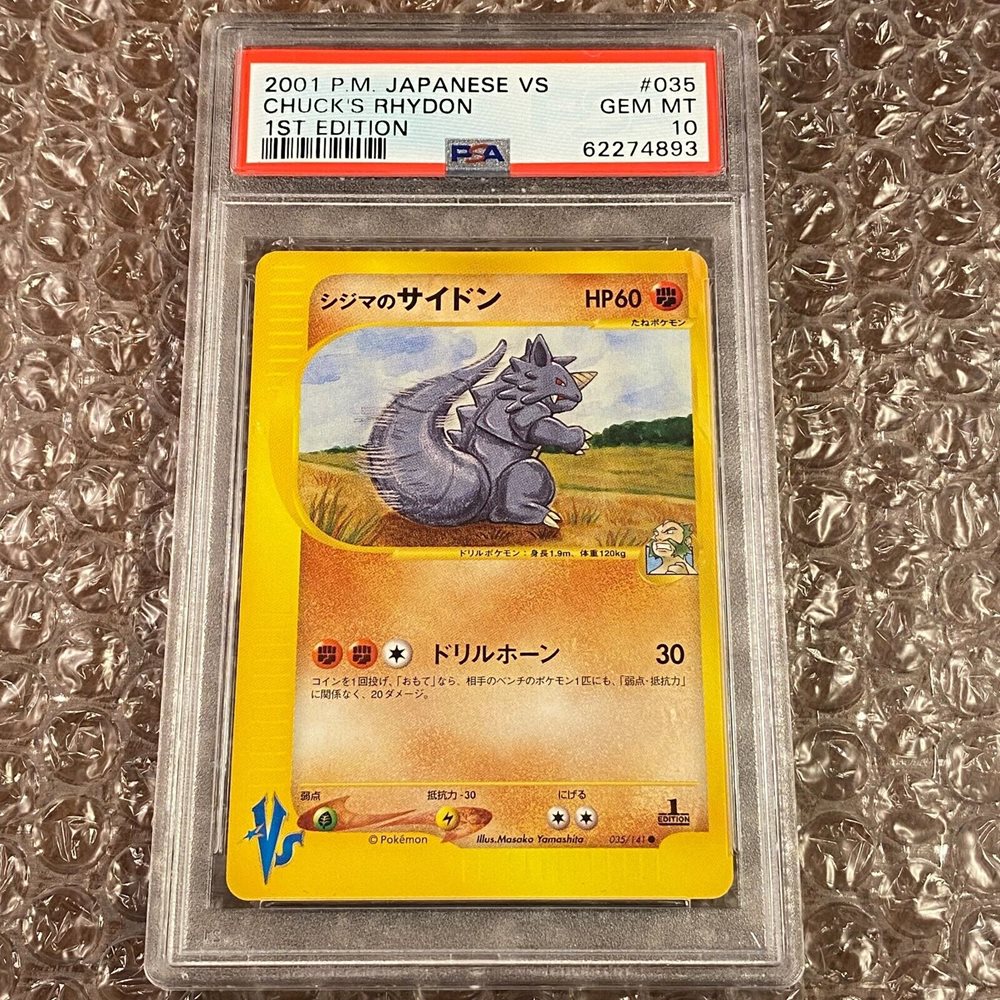 2001 P.M. JAPANESE VS #035
CHUCK'S RHYDON GEM MT
1ST EDITION 10
PSA 62274893
シジマのサイドン HP60
たねポケモン
ドリルポケモン：身長1.9m、体重120kg
ドリルホーン 30
コインを1回投げ、「おもて」なら、相手のベンチのポケモン1匹にも、「弱点・抵抗力」
に関係なく、20ダメージ。
弱点 抵抗力-30 にげる
1
EDITION
VS
©Pokémon Illus.Masako Yamashita 035/141●